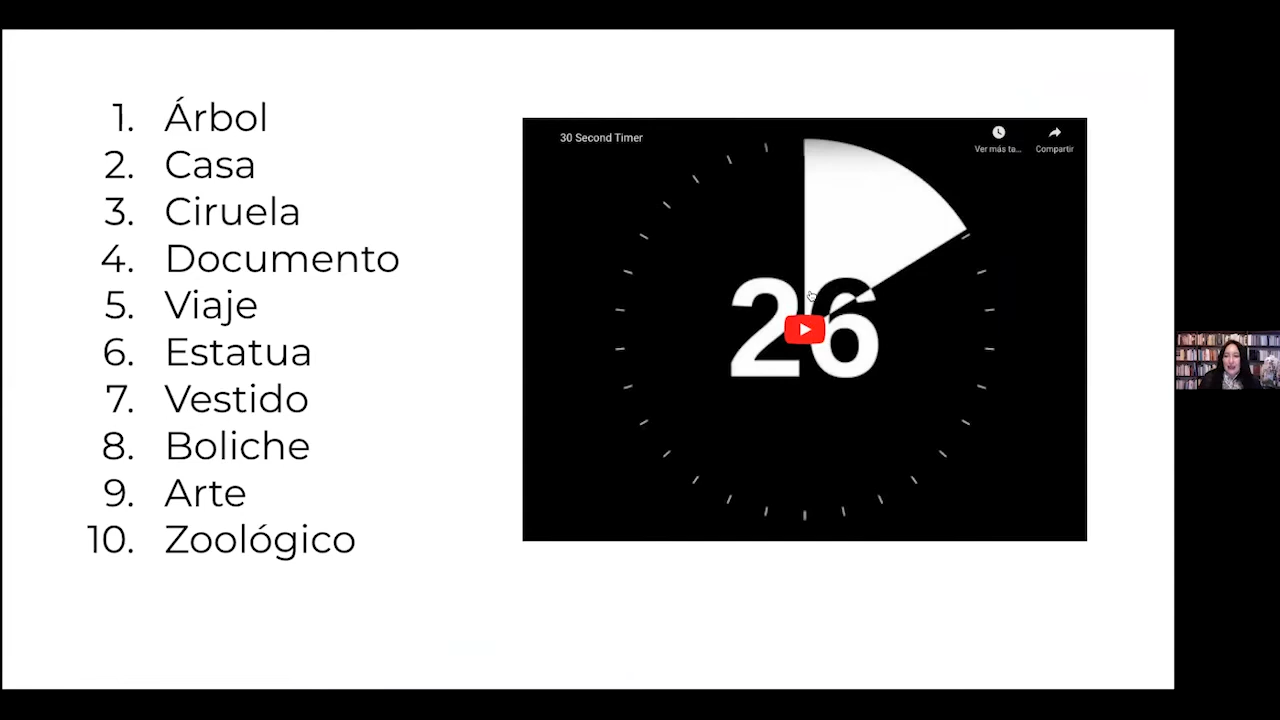 1. Árbol
2. Casa
3. Ciruela
4. Documento
5. Viaje
6. Estatua
7. Vestido
8. Boliche
9. Arte
10. Zoológico
30 Second Timer
Ver más ta...
Compartir
26